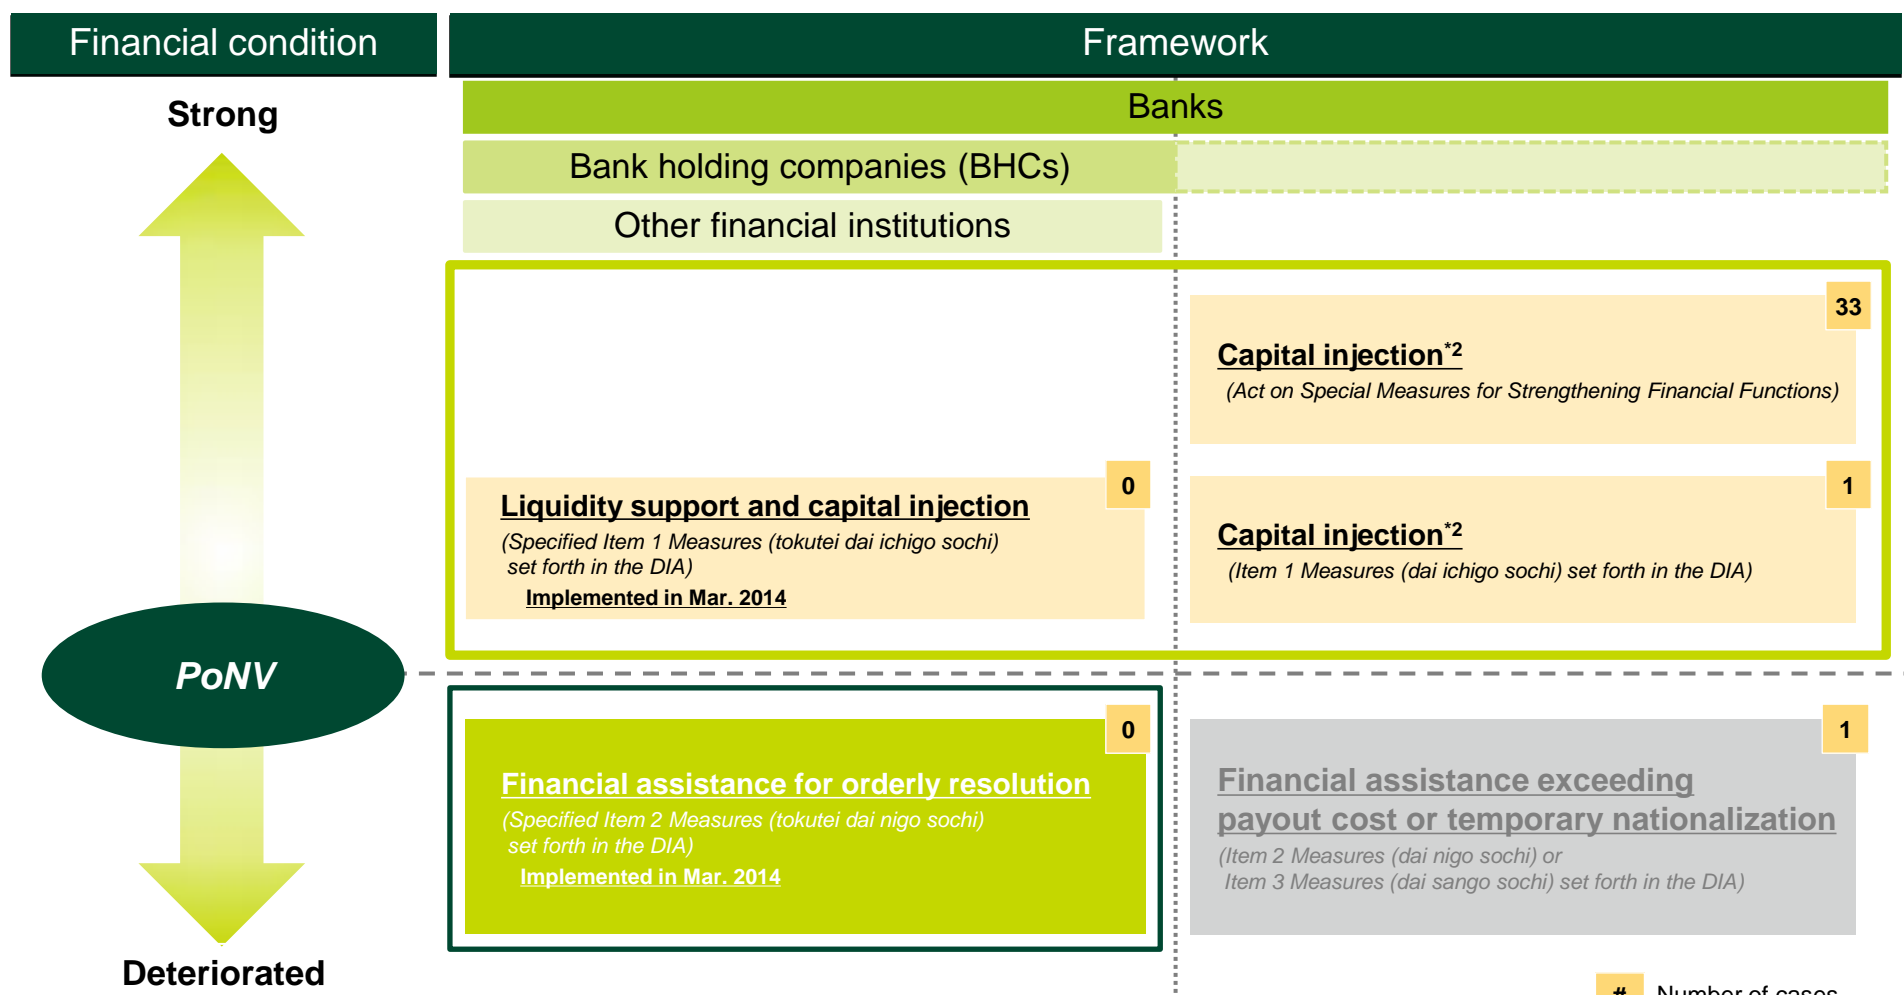 Financial condition
Framework
Strong
Banks
Bank holding companies (BHCs)
Other financial institutions
33
Capital injection*2
(Act on Special Measures for Strengthening Financial Functions)
0
Liquidity support and capital injection
(Specified Item 1 Measures (tokutei dai ichigo sochi)
set forth in the DIA)
Implemented in Mar. 2014
1
Capital injection*2
(Item 1 Measures (dai ichigo sochi) set forth in the DIA)
PoNV
0
Financial assistance for orderly resolution
(Specified Item 2 Measures (tokutei dai nigo sochi)
set forth in the DIA)
Implemented in Mar. 2014
1
Financial assistance exceeding
payout cost or temporary nationalization
(Item 2 Measures (dai nigo sochi) or
Item 3 Measures (dai sango sochi) set forth in the DIA)
Deteriorated
# Number of cases